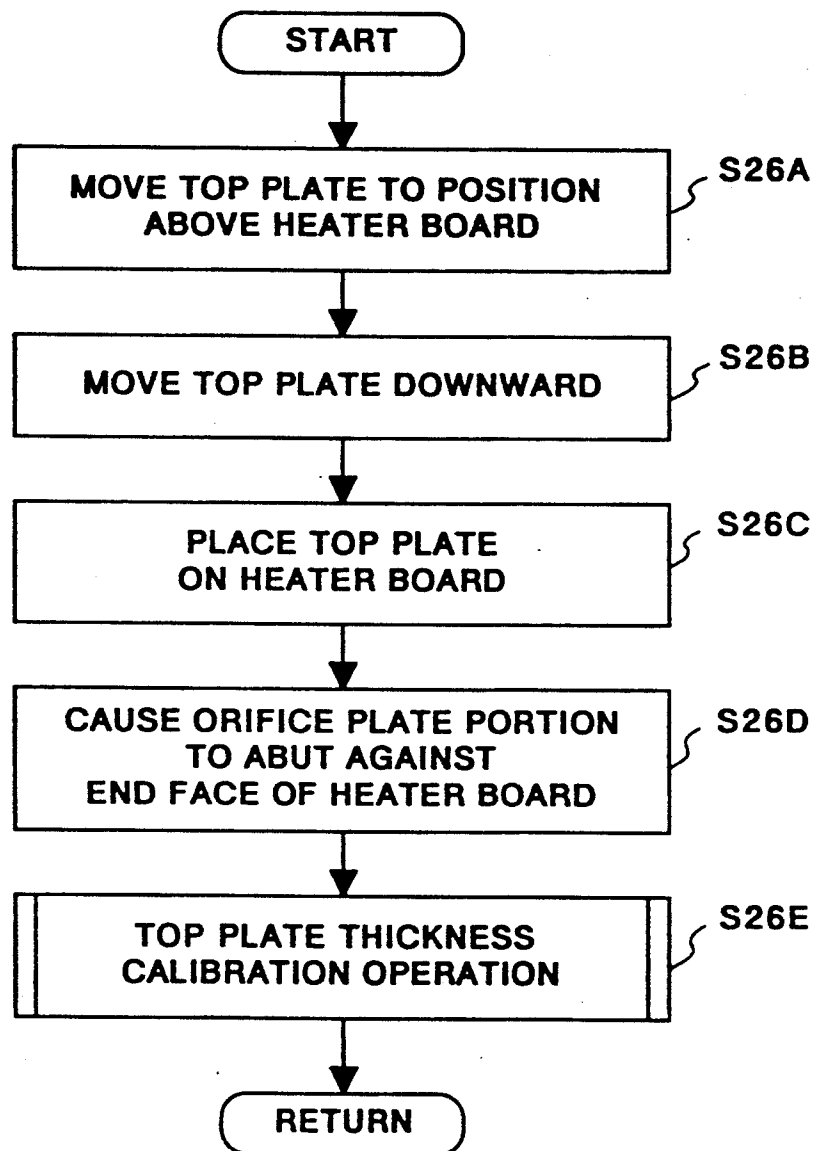 START
MOVE TOP PLATE TO POSITION
ABOVE HEATER BOARD
S26A
MOVE TOP PLATE DOWNWARD
S26B
PLACE TOP PLATE
ON HEATER BOARD
S26C
CAUSE ORIFICE PLATE PORTION
TO ABUT AGAINST
END FACE OF HEATER BOARD
S26D
TOP PLATE THICKNESS
CALIBRATION OPERATION
S26E
RETURN